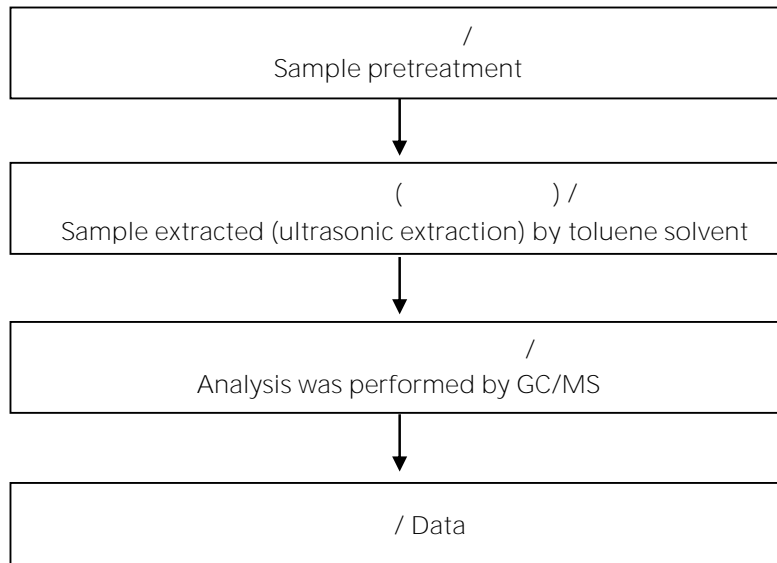 /
Sample pretreatment
( ) /
Sample extracted (ultrasonic extraction) by toluene solvent
/
Analysis was performed by GC/MS
/ Data